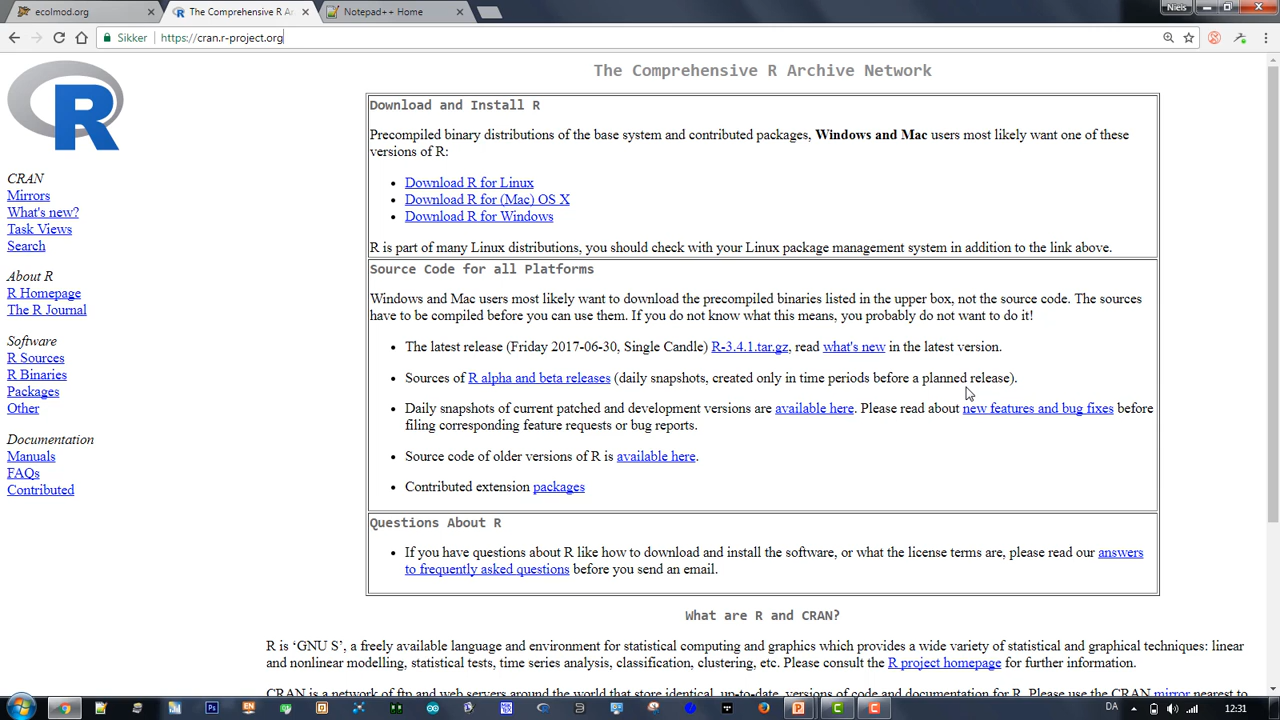 ecolmod.org
The Comprehensive R Ar
Notepad++ Home
Niels
Sikker
https://cran.r-project.org
R
CRAN
Mirrors
What's new?
Task Views
Search
About R
R Homepage
The R Journal
Software
R Sources
R Binaries
Packages
Other
Documentation
Manuals
FAQs
Contributed
The Comprehensive R Archive Network
Download and Install R
Precompiled binary distributions of the base system and contributed packages, Windows and Mac users most likely want one of these
versions of R:
• Download R for Linux
• Download R for (Mac) OS X
• Download R for Windows
R is part of many Linux distributions, you should check with your Linux package management system in addition to the link above.
Source Code for all Platforms
Windows and Mac users most likely want to download the precompiled binaries listed in the upper box, not the source code. The sources
have to be compiled before you can use them. If you do not know what this means, you probably do not want to do it!
• The latest release (Friday 2017-06-30, Single Candle) R-3.4.1.tar.gz, read what's new in the latest version.
• Sources of R alpha and beta releases (daily snapshots, created only in time periods before a planned release).
• Daily snapshots of current patched and development versions are available here. Please read about new features and bug fixes before
filing corresponding feature requests or bug reports.
• Source code of older versions of R is available here.
• Contributed extension packages
Questions About R
• If you have questions about R like how to download and install the software, or what the license terms are, please read our answers
to frequently asked questions before you send an email.
What are R and CRAN?
R is ‘GNU S’, a freely available language and environment for statistical computing and graphics which provides a wide variety of statistical and graphical techniques: linear
and nonlinear modelling, statistical tests, time series analysis, classification, clustering, etc. Please consult the R project homepage for further information.
CRAN is a network of ftp and web servers around the world that store identical, up-to-date, versions of code and documentation for R. Please use the CRAN mirror nearest to
DA
12:31